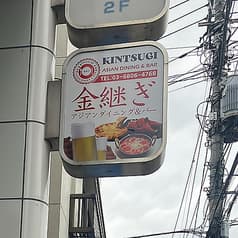 2F
KINTSUGI
ASIAN DINING & BAR
TEL:03-6806-4766
金継ぎ
アジアンダイニング&バー